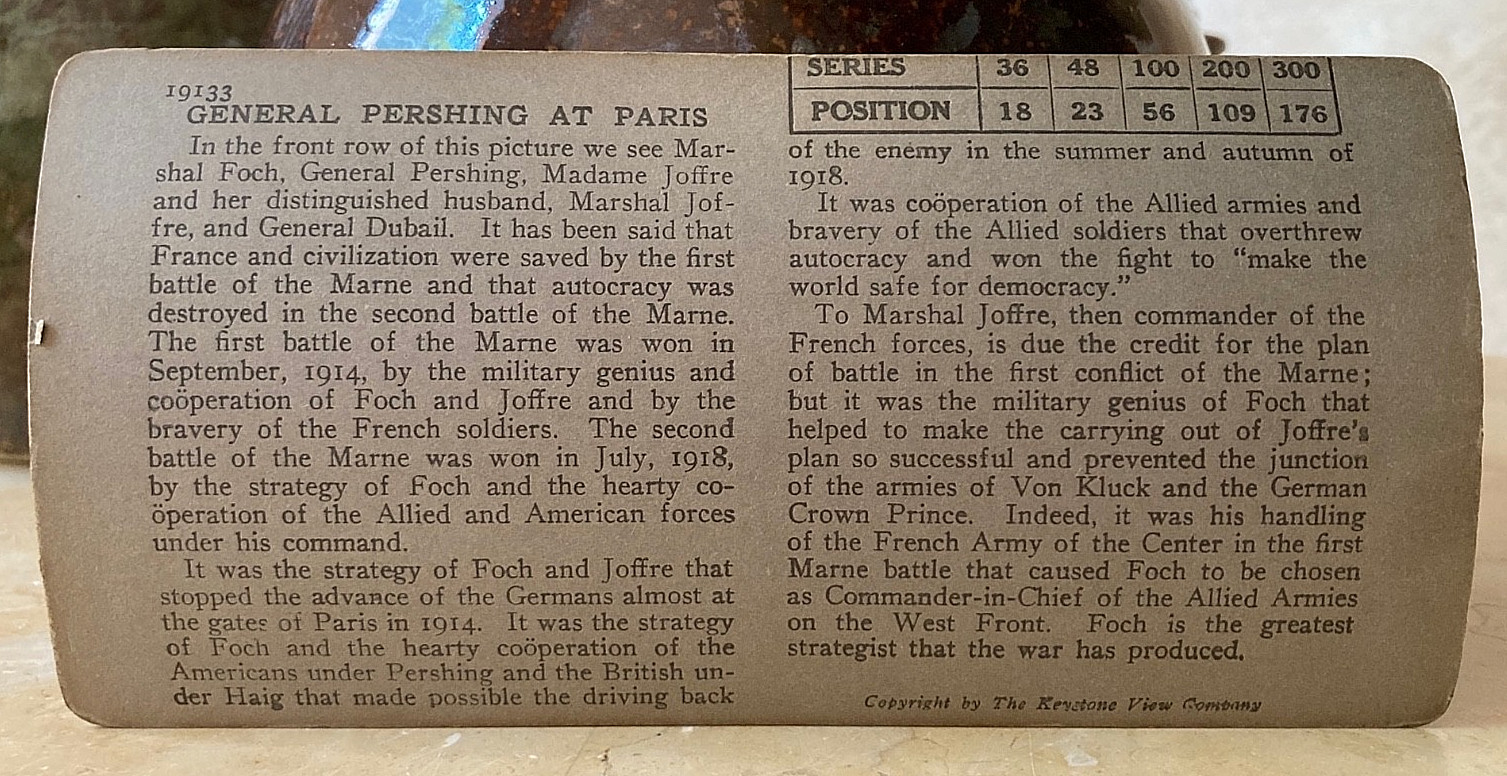 19133
GENERAL PERSHING AT PARIS
In the front row of this picture we see Mar-
shal Foch, General Pershing, Madame Joffre
and her distinguished husband, Marshal Jof-
fre, and General Dubail. It has been said that
France and civilization were saved by the first
battle of the Marne and that autocracy was
destroyed in the second battle of the Marne.
The first battle of the Marne was won in
September, 1914, by the military genius and
coöperation of Foch and Joffre and by the
bravery of the French soldiers. The second
battle of the Marne was won in July, 1918,
by the strategy of Foch and the hearty co-
öperation of the Allied and American forces
under his command.
It was the strategy of Foch and Joffre that
stopped the advance of the Germans almost at
the gates of Paris in 1914. It was the strategy
of Foch and the hearty coöperation of the
Americans under Pershing and the British un-
der Haig that made possible the driving back
SERIES 36 48 100 200 300
POSITION 18 23 56 109 176
of the enemy in the summer and autumn of
1918.
It was coöperation of the Allied armies and
bravery of the Allied soldiers that overthrew
autocracy and won the fight to “make the
world safe for democracy.”
To Marshal Joffre, then commander of the
French forces, is due the credit for the plan
of battle in the first conflict of the Marne;
but it was the military genius of Foch that
helped to make the carrying out of Joffre's
plan so successful and prevented the junction
of the armies of Von Kluck and the German
Crown Prince. Indeed, it was his handling
of the French Army of the Center in the first
Marne battle that caused Foch to be chosen
as Commander-in-Chief of the Allied Armies
on the West Front. Foch is the greatest
strategist that the war has produced.
Copyright by The Keystone View Company